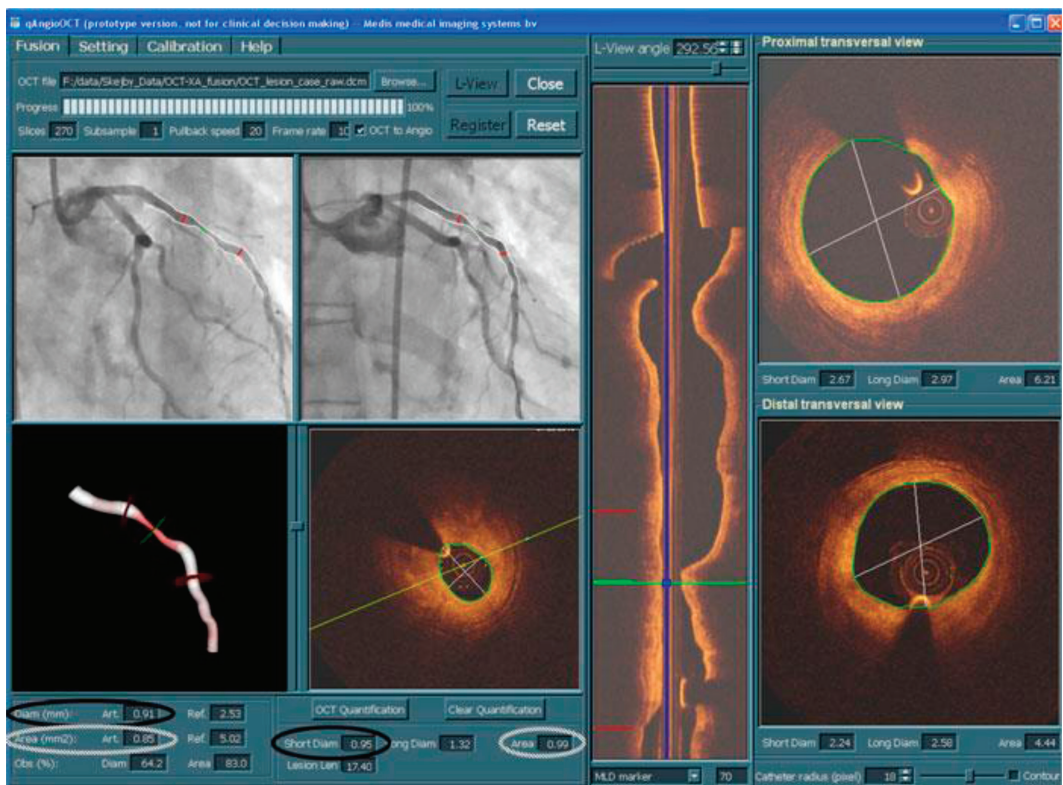 qAngioOCT (prototype version, not for clinical decision making) -- Medis medical imaging systems bv
Fusion Setting Calibration Help
OCT file F:/data/Skejby_Data/OCT-XA_fusion/OCT_lesion_case_raw.dcm Browse... L-View Close
Progress 100%
Slices 270 Subsample 1 Pullback speed 20 Frame rate OCT to Angio Register Reset
L-View angle 292.56
Proximal transversal view
Short Diam 2.67 Long Diam 2.97 Area 6.21
Distal transversal view
Short Diam 2.24 Long Diam 2.58 Area 4.44
Diam (mm): Art. 0.91 Ref. 2.53
Area (mm2): Art. 0.85 Ref. 5.02
Obs (%): Diam 64.2 Area 83.0
OCT Quantification Clear Quantification
Short Diam 0.95 Long Diam 1.32 Area 0.99
Lesion Len 17.40
MLD marker 70
Catheter radius (pixel) 18 Contour